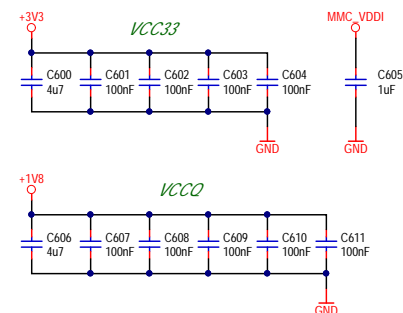 +3V3
VCC33
MMC_VDDI
C600
4u7
C601
100nF
C602
100nF
C603
100nF
C604
100nF
C605
1uF
GND
GND
+1V8
VCCQ
C606
4u7
C607
100nF
C608
100nF
C609
100nF
C610
100nF
C611
100nF
GND